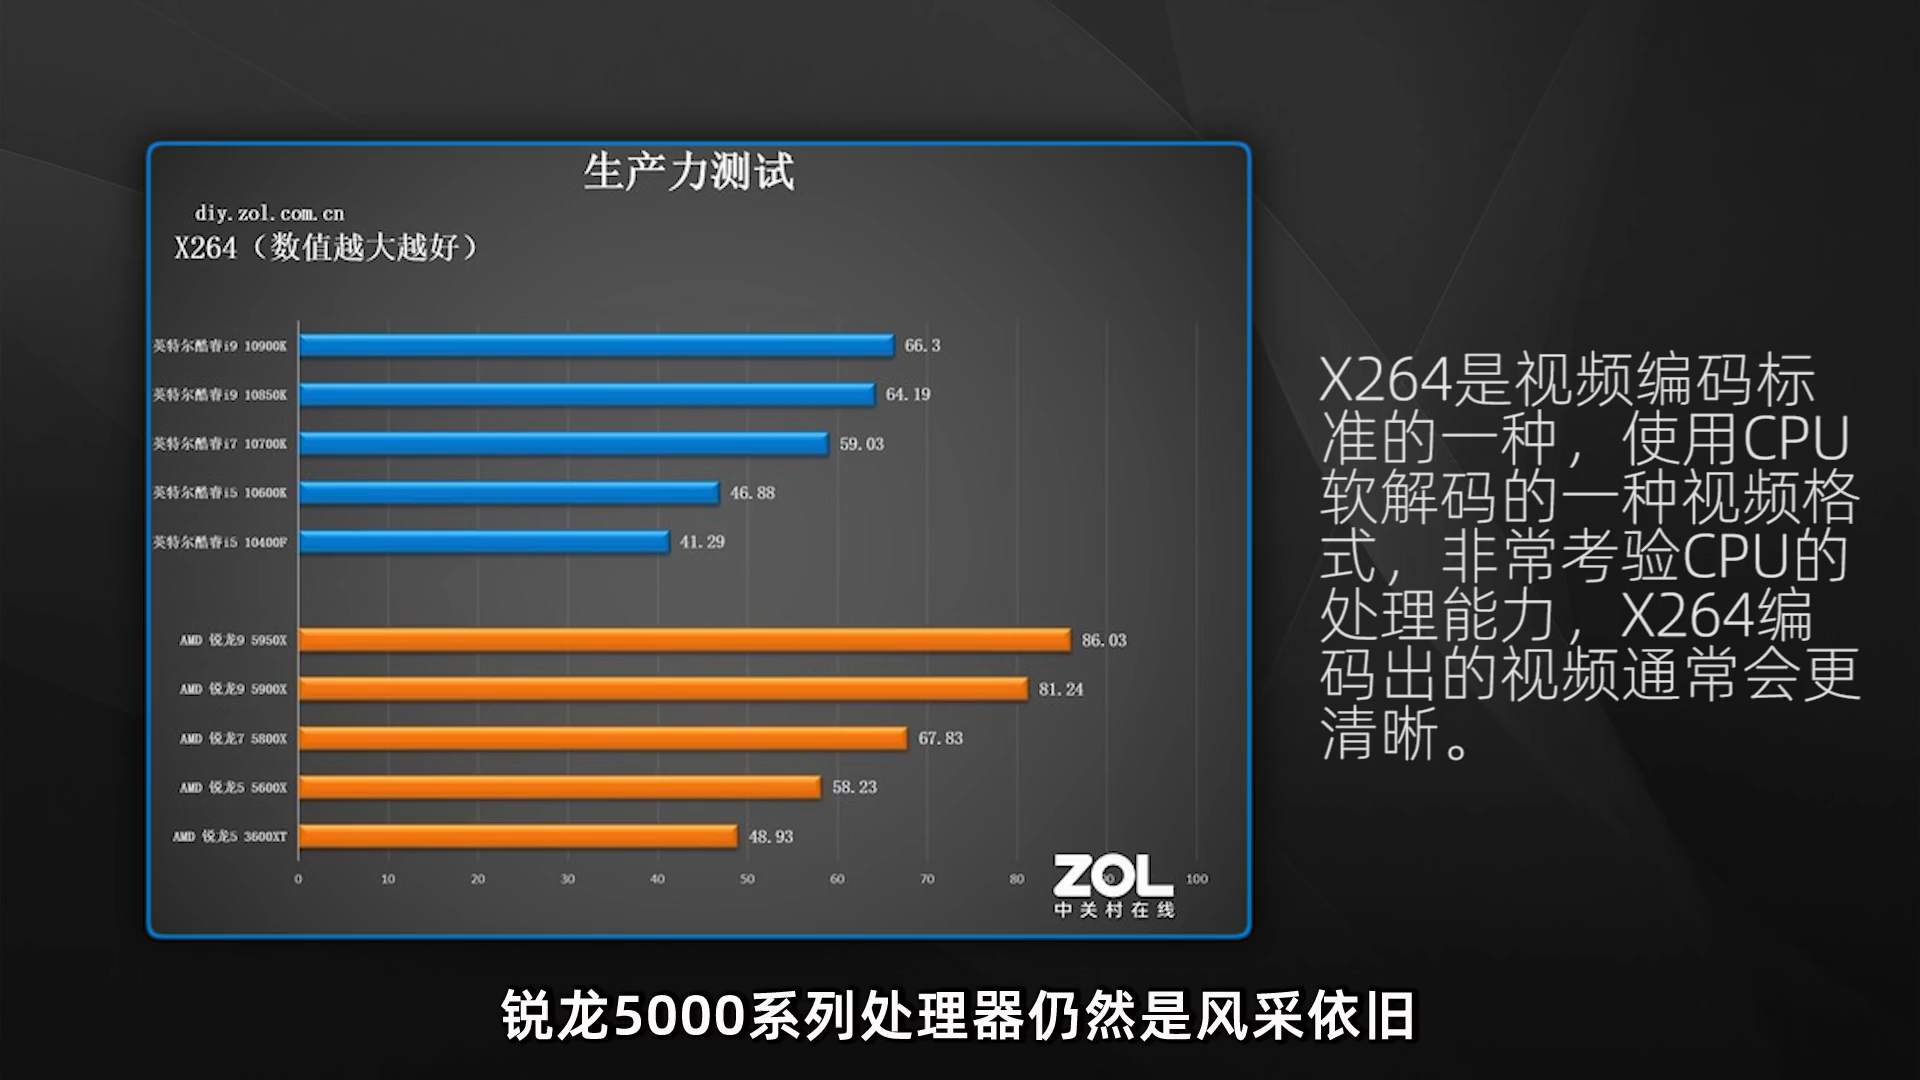 生产力测试
diy.zol.com.cn
X264（数值越大越好）
英特尔酷睿i9 10900K
66.3
英特尔酷睿i9 10850K
64.19
英特尔酷睿i7 10700K
59.03
英特尔酷睿i5 10600K
46.88
英特尔酷睿i5 10400F
41.29
AMD 锐龙9 5950X
86.03
AMD 锐龙9 5900X
81.24
AMD 锐龙7 5800X
67.83
AMD 锐龙5 5600X
58.23
AMD 锐龙5 3600XT
48.93
0 10 20 30 40 50 60 70 80 90 100
ZOL
中关村在线
X264是视频编码标
准的一种，使用CPU
软解码的一种视频格
式，非常考验CPU的
处理能力，X264编
码出的视频通常会更
清晰。
锐龙5000系列处理器仍然是风采依旧